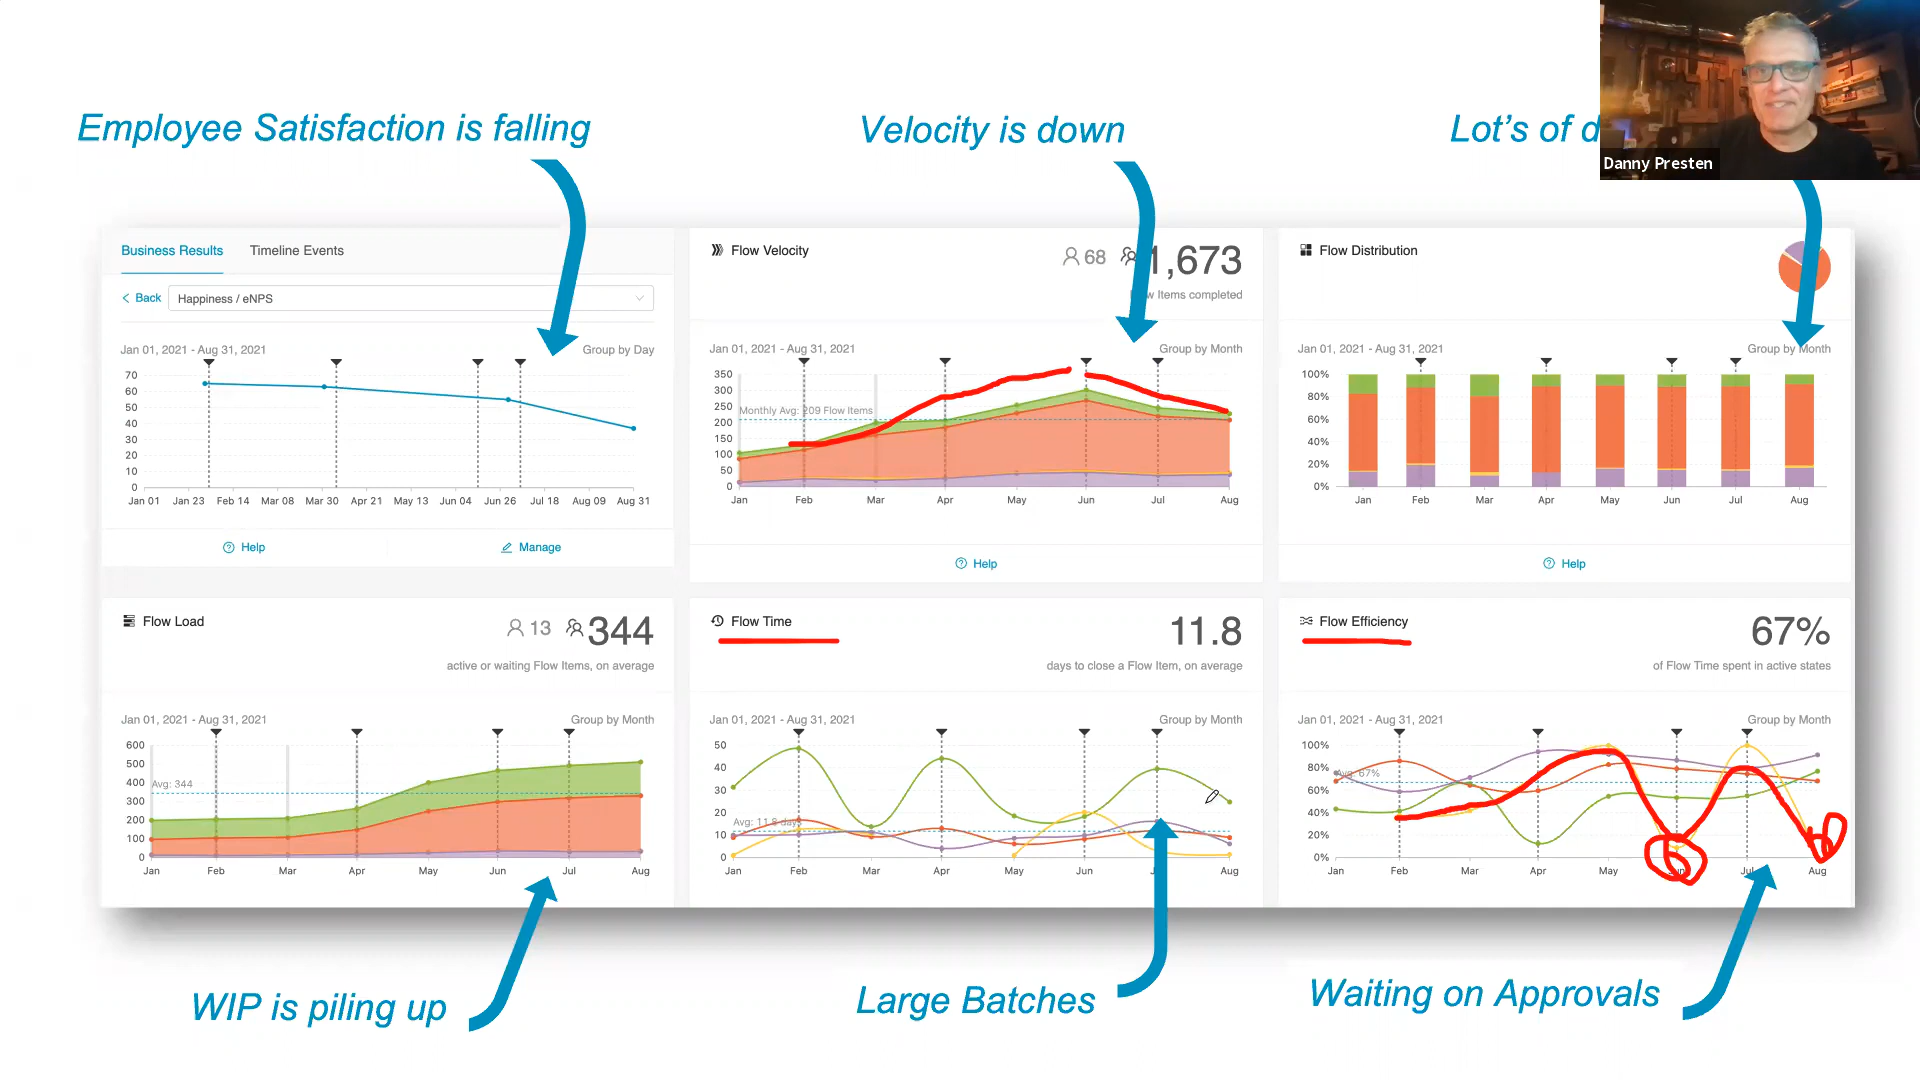 Employee Satisfaction is falling
Velocity is down
Lot's of
Danny Presten
Business Results
Timeline Events
Back
Happiness / eNPS
Jan 01, 2021 - Aug 31, 2021
Group by Day
70
60
50
40
30
20
10
0
Jan 01 Jan 23 Feb 14 Mar 08 Mar 30 Apr 21 May 13 Jun 04 Jun 26 Jul 18 Aug 09 Aug 31
Help
Manage
Flow Velocity
68
1,673
Items completed
Jan 01, 2021 - Aug 31, 2021
Group by Month
350
300
250
Monthly Avg: 209 Flow Items
200
150
100
50
0
Jan Feb Mar Apr May Jun Jul Aug
Help
Flow Distribution
Jan 01, 2021 - Aug 31, 2021
Group by Month
100%
80%
60%
40%
20%
0%
Jan Feb Mar Apr May Jun Jul Aug
Help
Flow Load
13
344
active or waiting Flow Items, on average
Jan 01, 2021 - Aug 31, 2021
Group by Month
600
500
400
Avg: 344
300
200
100
0
Jan Feb Mar Apr May Jun Jul Aug
Flow Time
11.8
days to close a Flow Item, on average
Jan 01, 2021 - Aug 31, 2021
Group by Month
50
40
30
20
Avg: 11.8 days
10
0
Jan Feb Mar Apr May Jun Aug
Flow Efficiency
67%
of Flow Time spent in active states
Jan 01, 2021 - Aug 31, 2021
Group by Month
100%
80%
Avg: 67%
60%
40%
20%
0%
Jan Feb Mar Apr May Jul Aug
WIP is piling up
Large Batches
Waiting on Approvals